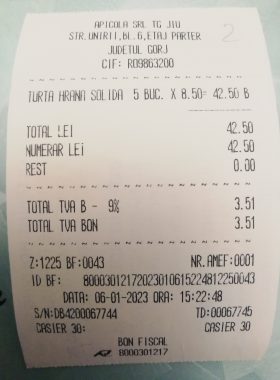 2
APICOLA SRL TG JIU
STR.UNIRII,BL.6,ETAJ PARTER
JUDETUL GORJ
CIF: RO9863200
TURTA HRANA SOLIDA 5 BUC. X 8.50= 42.50 B
TOTAL LEI 42.50
NUMERAR LEI 42.50
REST 0.00
TOTAL TVA B - 9% 3.51
TOTAL TVA BON 3.51
Z:1225 BF:0043 NR.AMEF:0001
ID BF: 80003012172023010615224812250043
DATA: 06-01-2023 ORA: 15:22:48
S/N:DB4200067744 TD:00067745
CASIER 30: CASIER 30
BON FISCAL
8000301217